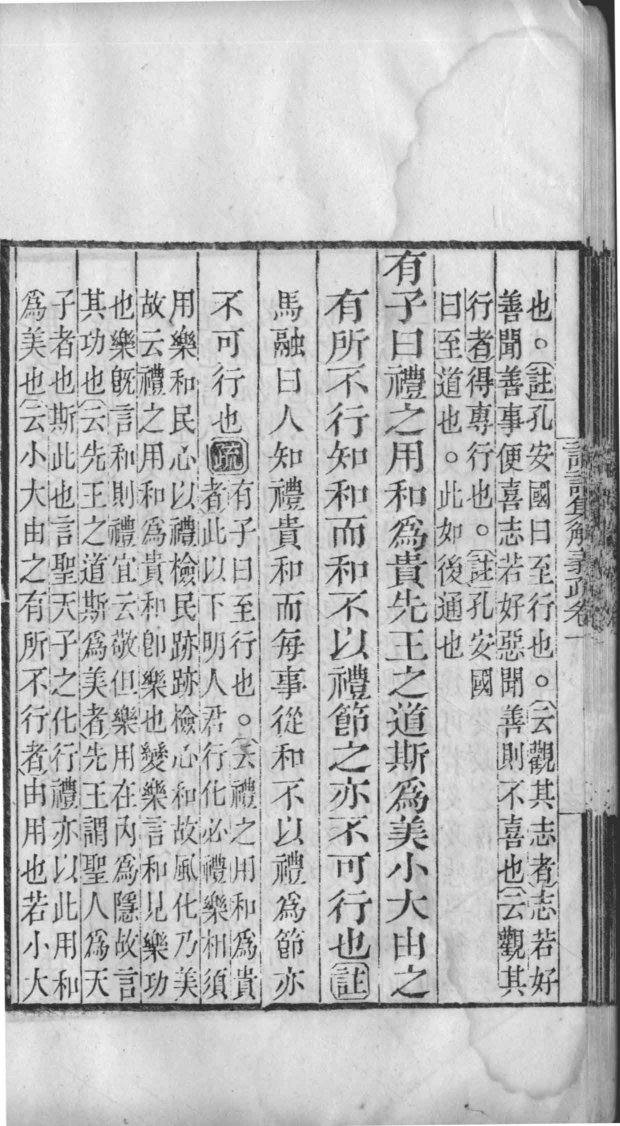 論語集解義疏卷一
也。註孔安國曰至行也。云觀其志者志若好
善聞善事便喜志若好惡聞善則不喜也云觀其
行者得專行也。註孔安國
曰至道也。此如後通也
有子曰禮之用和爲貴先王之道斯爲美小大由之
有所不行知和而和不以禮節之亦不可行也註
馬融曰人知禮貴和而每事從和不以禮爲節亦
不可行也疏
有子曰至行也。云禮之用和爲貴
者此以下明人君行化必禮樂相須
用樂和民心以禮檢民跡跡檢心和故風化乃美
故云禮之用和爲貴和卽樂也變樂言和見樂功
也樂旣言和則禮宜云敬但樂用在內爲隱故言
其功也云先王之道斯爲美者先王謂聖人爲天
子者也斯此也言聖天子之化行禮亦以此用和
爲美也云小大由之有所不行者由用也若小大